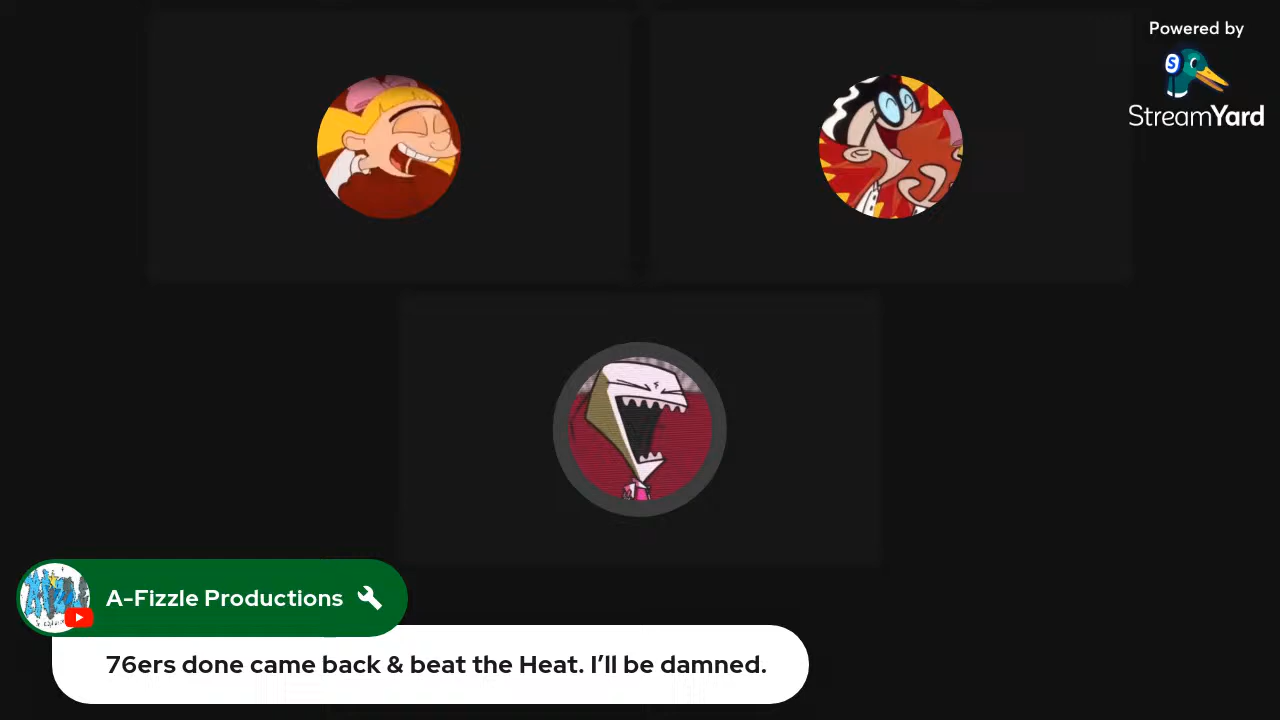 Powered by
S
StreamYard
A-Fizzle Productions
76ers done came back & beat the Heat. I’ll be damned.